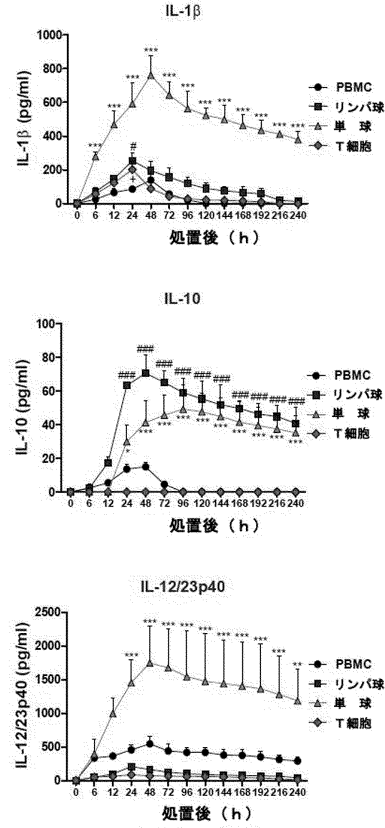 IL-1β
1000
800
600
400
200
0
IL-1β (pg/ml)
***
***
***
***
***
***
***
***
***
***
***
***
#
+
PBMC
リンパ球
単 球
T細胞
0 6 12 24 48 72 96 120 144 168 192 216 240
処置後 (h)
IL-10
100
80
60
40
20
0
IL-10 (pg/ml)
### ### ### ### ### ### ### ### ### ###
* *** *** *** *** *** *** *** *** ***
PBMC
リンパ球
単 球
T細胞
0 6 12 24 48 72 96 120 144 168 192 216 240
処置後 (h)
IL-12/23p40
2500
2000
1500
1000
500
0
IL-12/23p40 (pg/ml)
*** *** *** *** *** *** *** *** *** **
PBMC
リンパ球
単 球
T細胞
0 6 12 24 48 72 96 120 144 168 192 216 240
処置後 (h)